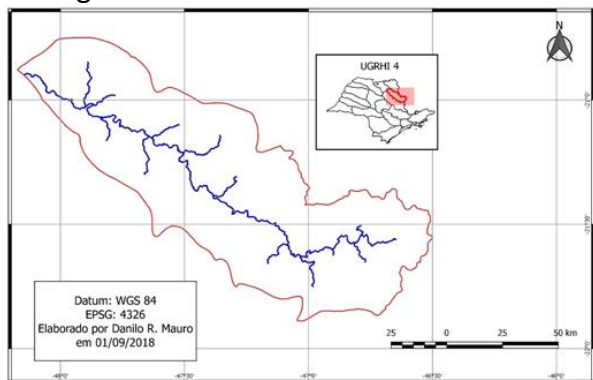 N
UGRHI 4
-21°0'
-21°30'
-22°0'
Datum: WGS 84
EPSG: 4326
Elaborado por Danilo R. Mauro
em 01/09/2018
25 0 25 50 km
-48°0' -47°30' -47°0' -46°30' -46°0'